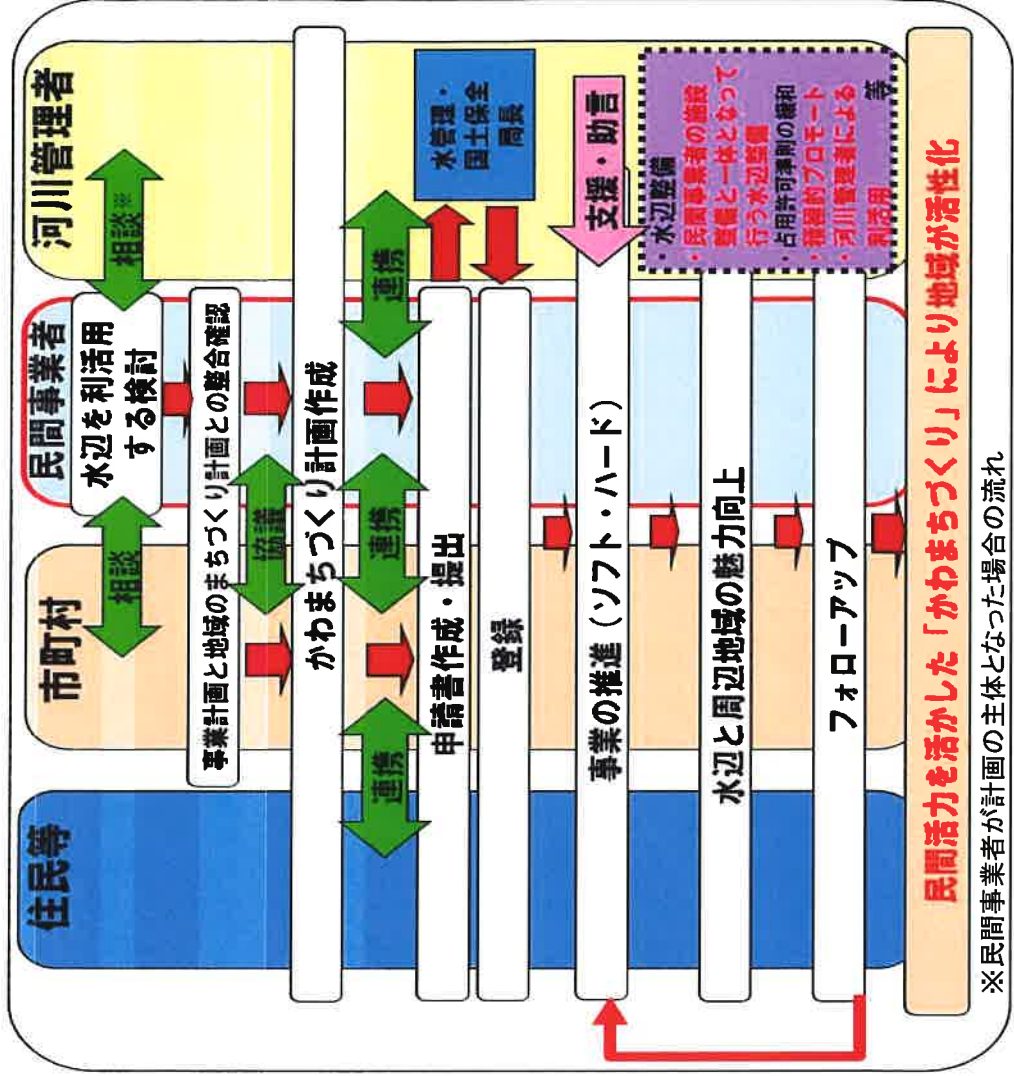 住民等
市町村
民間事業者
河川管理者
相談
水辺を利活用
する検討
相談※
事業計画と地域のまちづくり計画との整合確認
協議
かわまちづくり計画作成
連携
連携
連携
申請書作成・提出
登録
水管理・
国土保全
局長
事業の推進（ソフト・ハード）
支援・助言
・水辺整備
・民間事業者の施設
整備と一体となって
行う水辺整備
・占用許可準則の緩和
・積極的プロモート
・河川管理者による
利活用
等
水辺と周辺地域の魅力向上
フォローアップ
民間活力を活かした「かわまちづくり」により地域が活性化
※民間事業者が計画の主体となった場合の流れ